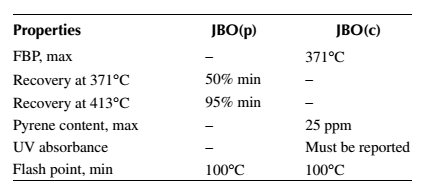 Properties JBO(p) JBO(c)
FBP, max – 371°C
Recovery at 371°C 50% min –
Recovery at 413°C 95% min –
Pyrene content, max – 25 ppm
UV absorbance – Must be reported
Flash point, min 100°C 100°C